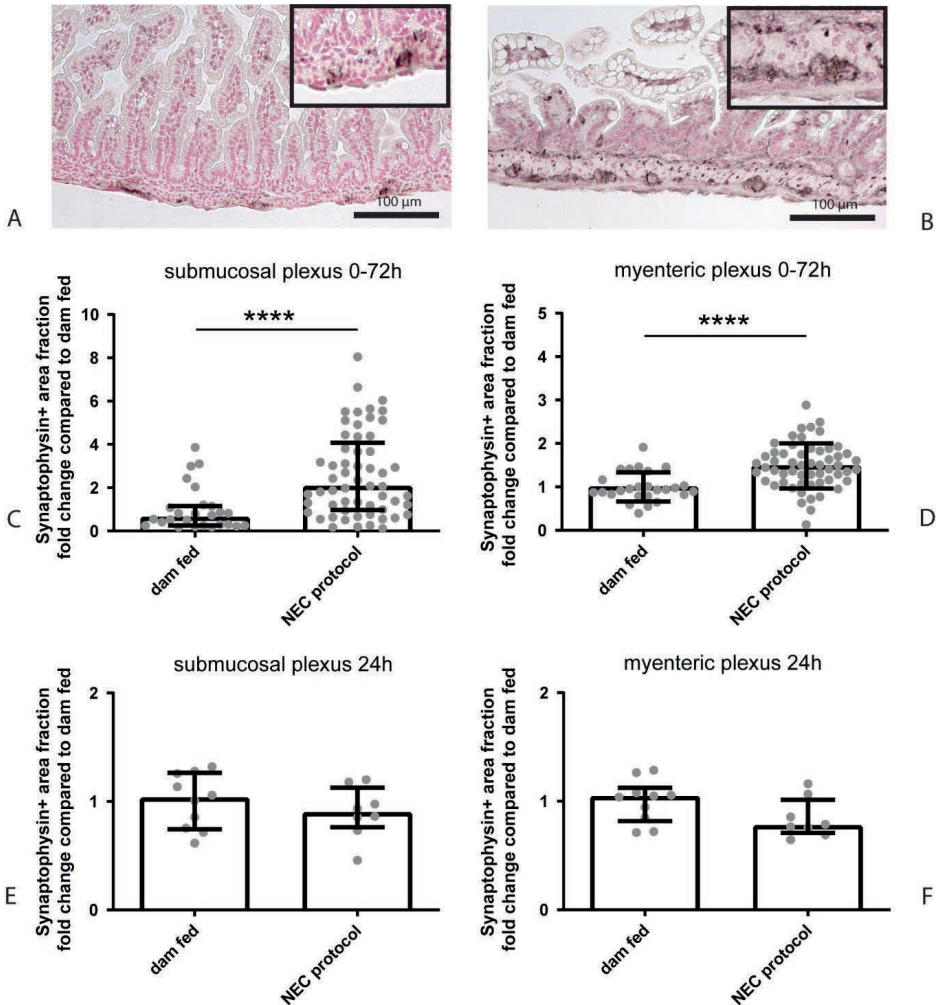 100 µm
A
100 µm
B
submucosal plexus 0-72h
Synaptophysin+ area fraction
fold change compared to dam fed
10
8
6
4
2
0
****
dam fed
NEC protocol
C
myenteric plexus 0-72h
Synaptophysin+ area fraction
fold change compared to dam fed
5
4
3
2
1
0
****
dam fed
NEC protocol
D
submucosal plexus 24h
Synaptophysin+ area fraction
fold change compared to dam fed
2
1
0
dam fed
NEC protocol
E
myenteric plexus 24h
Synaptophysin+ area fraction
fold change compared to dam fed
2
1
0
dam fed
NEC protocol
F